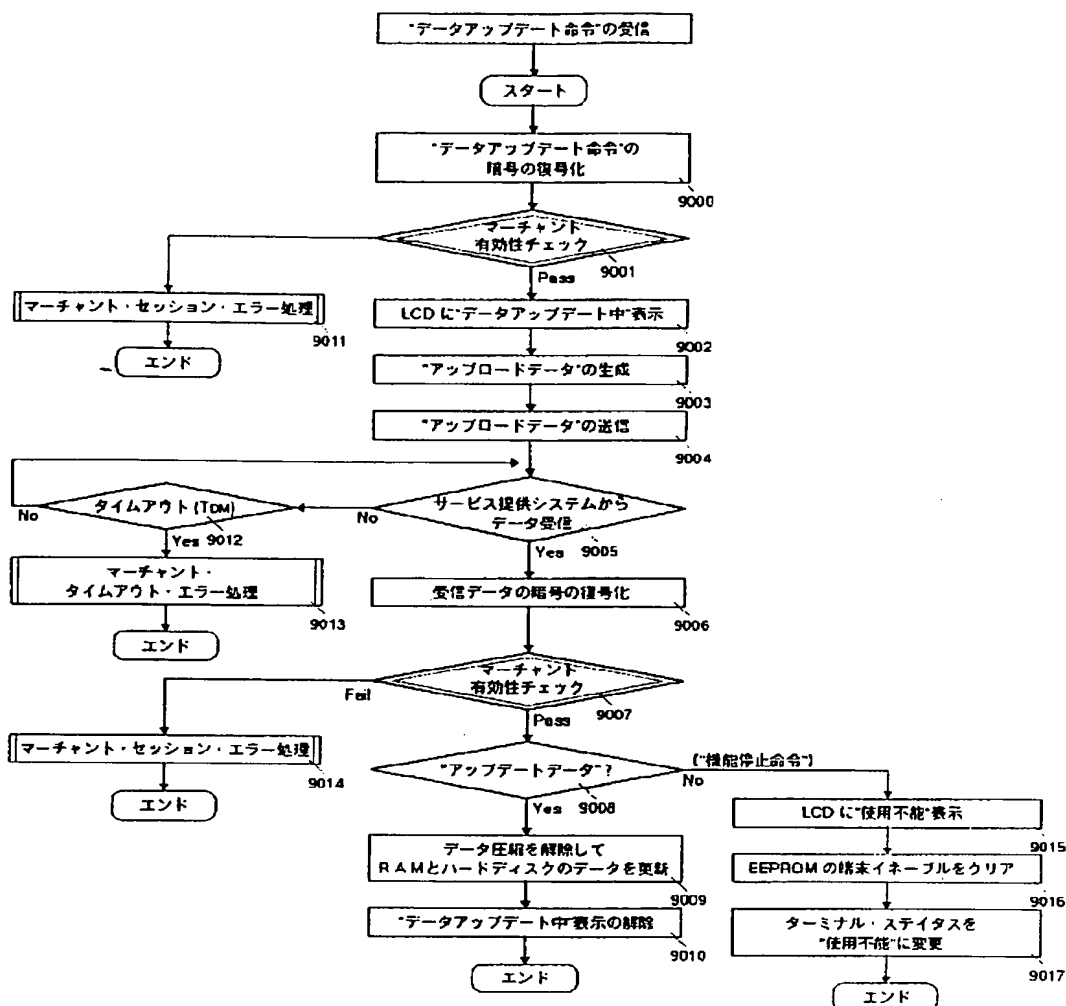 "データアップデート命令"の受信
スタート
"データアップデート命令"の
暗号の復号化
9000
マーチャント
有効性チェック
9001
Pass
マーチャント・セッション・エラー処理
9011
エンド
LCDに"データアップデート中"表示
9002
"アップロードデータ"の生成
9003
"アップロードデータ"の送信
9004
サービス提供システムから
データ受信
9005
No
Yes
タイムアウト(TDM)
9012
No
Yes
マーチャント・
タイムアウト・エラー処理
9013
エンド
受信データの暗号の復号化
9006
マーチャント
有効性チェック
9007
Fail
Pass
マーチャント・セッション・エラー処理
9014
エンド
"アップデートデータ"?
9008
("機能停止命令")
No
Yes
データ圧縮を解除して
RAMとハードディスクのデータを更新
9009
"データアップデート中"表示の解除
9010
エンド
LCDに"使用不能"表示
9015
EEPROMの端末イネーブルをクリア
9016
ターミナル・ステイタスを
"使用不能"に変更
9017
エンド